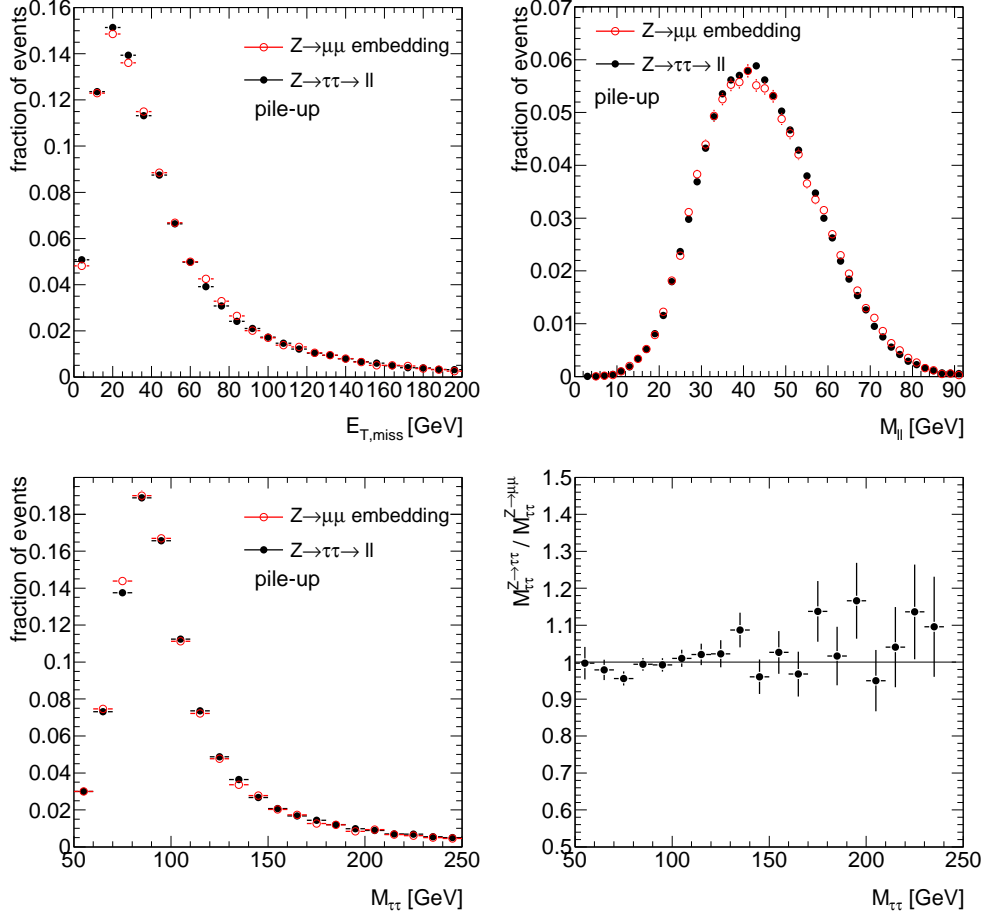 fraction of events
0.16
0.14
0.12
0.1
0.08
0.06
0.04
0.02
0
Z→μμ embedding
Z→ττ→ ll
pile-up
0 20 40 60 80 100 120 140 160 180 200
E_T,miss [GeV]
fraction of events
0.07
0.06
0.05
0.04
0.03
0.02
0.01
0
Z→μμ embedding
Z→ττ→ ll
pile-up
0 10 20 30 40 50 60 70 80 90
M_ll [GeV]
fraction of events
0.18
0.16
0.14
0.12
0.1
0.08
0.06
0.04
0.02
0
Z→μμ embedding
Z→ττ→ ll
pile-up
50 100 150 200 250
M_ττ [GeV]
M_ττ^Z→ττ / M_ττ^Z→μμ
1.5
1.4
1.3
1.2
1.1
1
0.9
0.8
0.7
0.6
0.5
50 100 150 200 250
M_ττ [GeV]